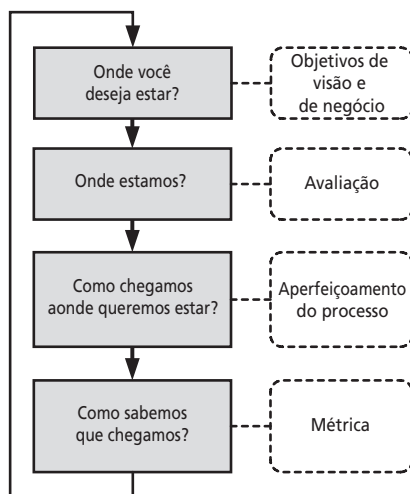 Onde você
deseja estar?
Objetivos de
visão e
de negócio
Onde estamos?
Avaliação
Como chegamos
aonde queremos estar?
Aperfeiçoamento
do processo
Como sabemos
que chegamos?
Métrica